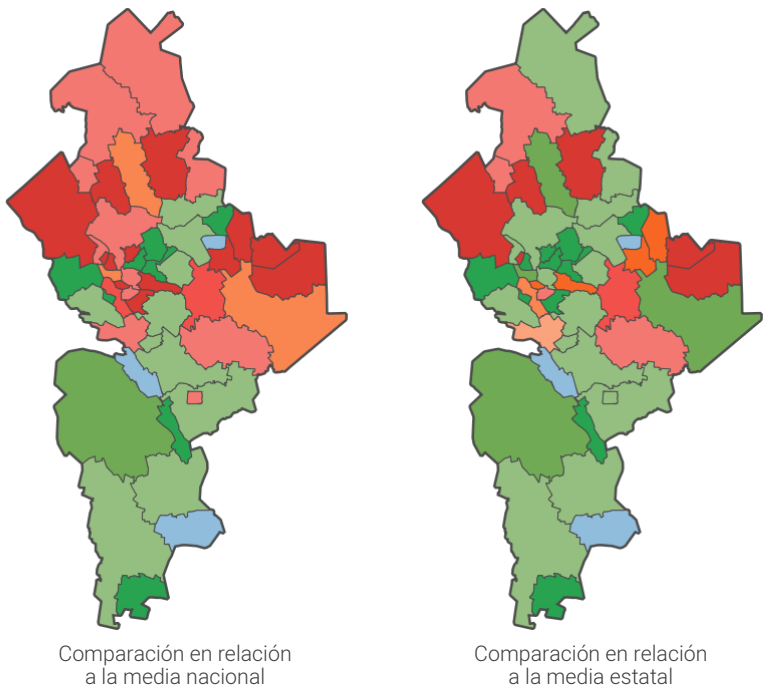 Comparación en relación
a la media nacional
Comparación en relación
a la media estatal